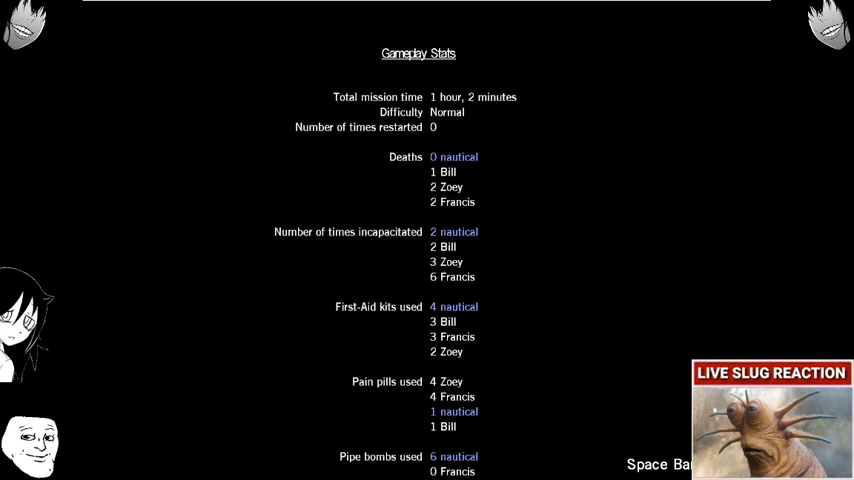 Gameplay Stats
Total mission time 1 hour, 2 minutes
Difficulty Normal
Number of times restarted 0
Deaths 0 nautical
1 Bill
2 Zoey
2 Francis
Number of times incapacitated 2 nautical
2 Bill
3 Zoey
6 Francis
First-Aid kits used 4 nautical
3 Bill
3 Francis
2 Zoey
Pain pills used 4 Zoey
4 Francis
1 nautical
1 Bill
Pipe bombs used 6 nautical
0 Francis
LIVE SLUG REACTION
Space